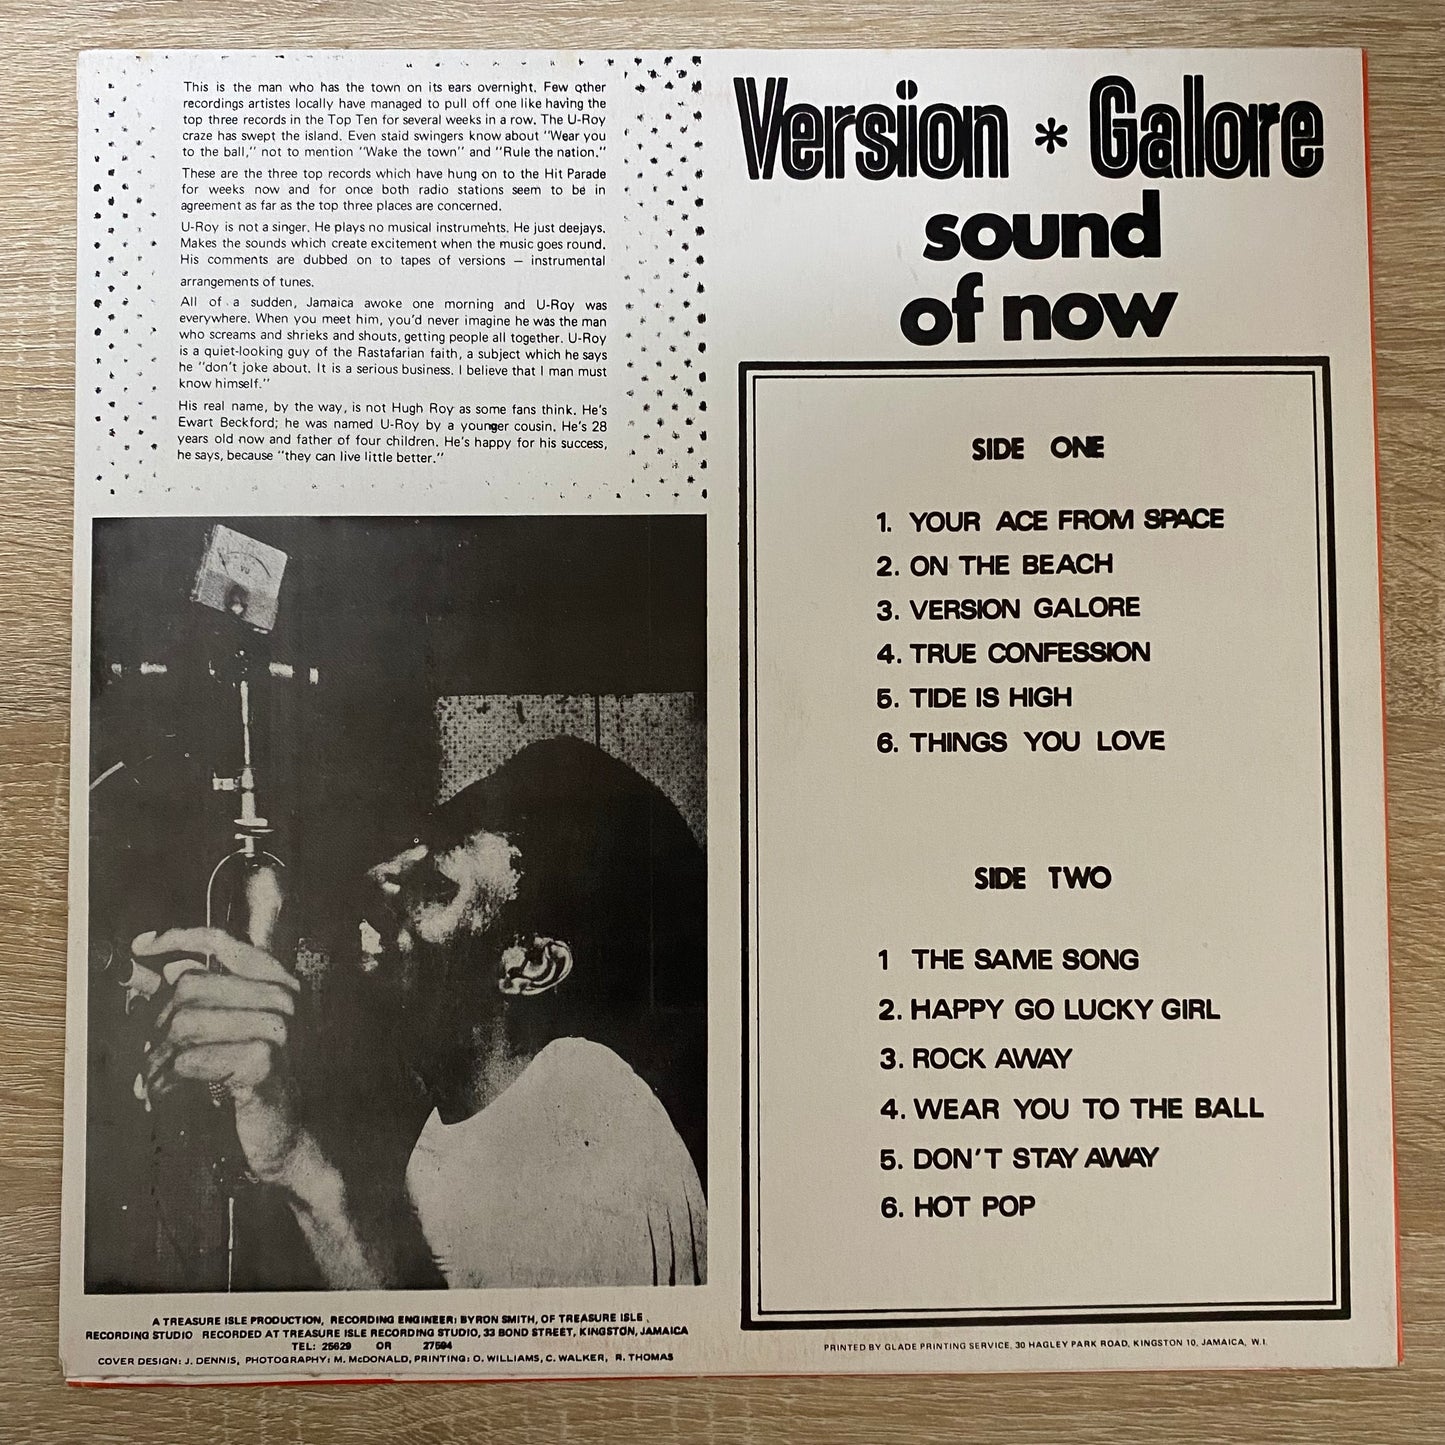 This is the man who has the town on its ears overnight. Few other
recordings artistes locally have managed to pull off one like having the
top three records in the Top Ten for several weeks in a row. The U-Roy
craze has swept the island. Even staid swingers know about "Wear you
to the ball," not to mention "Wake the town" and "Rule the nation."
These are the three top records which have hung on to the Hit Parade
for weeks now and for once both radio stations seem to be in
agreement as far as the top three places are concerned.
U-Roy is not a singer. He plays no musical instruments. He just deejays.
Makes the sounds which create excitement when the music goes round.
His comments are dubbed on to tapes of versions — instrumental
arrangements of tunes.
All of a sudden, Jamaica awoke one morning and U-Roy was
everywhere. When you meet him, you'd never imagine he was the man
who screams and shrieks and shouts, getting people all together. U-Roy
is a quiet-looking guy of the Rastafarian faith, a subject which he says
he "don't joke about. It is a serious business. I believe that I man must
know himself."
His real name, by the way, is not Hugh Roy as some fans think. He's
Ewart Beckford; he was named U-Roy by a younger cousin. He's 28
years old now and father of four children. He's happy for his success,
he says, because "they can live little better."
VU
A TREASURE ISLE PRODUCTION, RECORDING ENGINEER: BYRON SMITH, OF TREASURE ISLE
RECORDING STUDIO RECORDED AT TREASURE ISLE RECORDING STUDIO, 33 BOND STREET, KINGSTON, JAMAICA
TEL: 25629 OR 27594
COVER DESIGN: J. DENNIS, PHOTOGRAPHY: M. McDONALD, PRINTING: O. WILLIAMS, C. WALKER, R. THOMAS
Version * Galore
sound
of now
SIDE ONE
1. YOUR ACE FROM SPACE
2. ON THE BEACH
3. VERSION GALORE
4. TRUE CONFESSION
5. TIDE IS HIGH
6. THINGS YOU LOVE
SIDE TWO
1 THE SAME SONG
2. HAPPY GO LUCKY GIRL
3. ROCK AWAY
4. WEAR YOU TO THE BALL
5. DON'T STAY AWAY
6. HOT POP
PRINTED BY GLADE PRINTING SERVICE, 30 HAGLEY PARK ROAD, KINGSTON 10, JAMAICA, W.I.